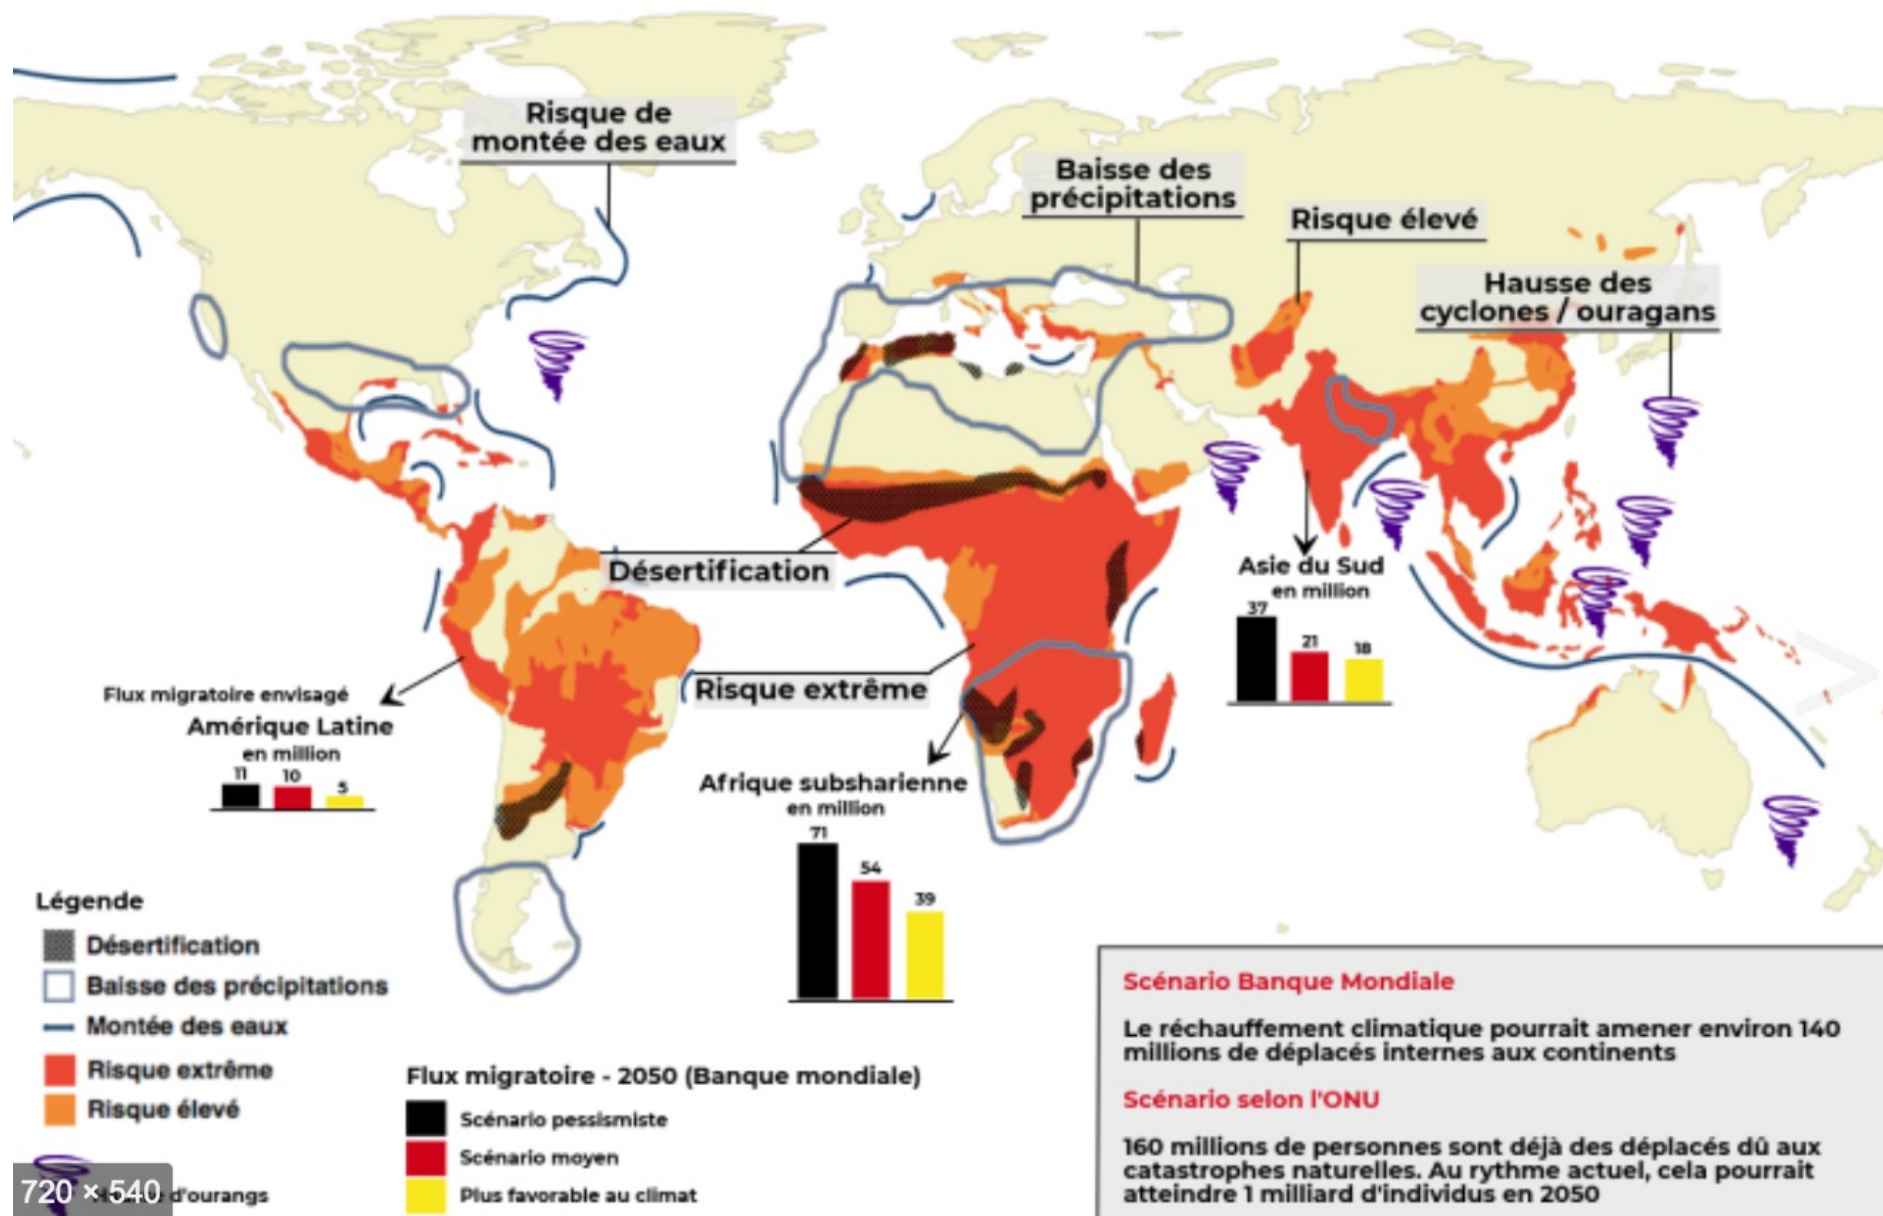 Risque de
montée des eaux
Baisse des
précipitations
Risque élevé
Hausse des
cyclones / ouragans
Désertification
Risque extrême
Asie du Sud
en million
37
21
18
Flux migratoire envisagé
Amérique Latine
en million
11
10
5
Afrique subsharienne
en million
71
54
39
Légende
Désertification
Baisse des précipitations
Montée des eaux
Risque extrême
Risque élevé
d'ourangs
720 × 540
Flux migratoire - 2050 (Banque mondiale)
Scénario pessismiste
Scénario moyen
Plus favorable au climat
Scénario Banque Mondiale
Le réchauffement climatique pourrait amener environ 140
millions de déplacés internes aux continents
Scénario selon l'ONU
160 millions de personnes sont déjà des déplacés dû aux
catastrophes naturelles. Au rythme actuel, cela pourrait
atteindre 1 milliard d'individus en 2050